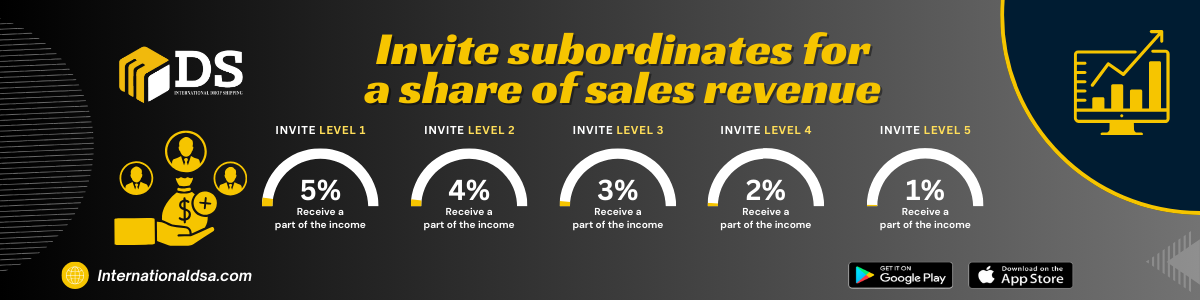 DS
INTERNATIONAL DROP SHIPPING
Invite subordinates for
a share of sales revenue
INVITE LEVEL 1
5%
Receive a
part of the income
INVITE LEVEL 2
4%
Receive a
part of the income
INVITE LEVEL 3
3%
Receive a
part of the income
INVITE LEVEL 4
2%
Receive a
part of the income
INVITE LEVEL 5
1%
Receive a
part of the income
$
Internationaldsa.com
GET IT ON
Google Play
Download on the
App Store